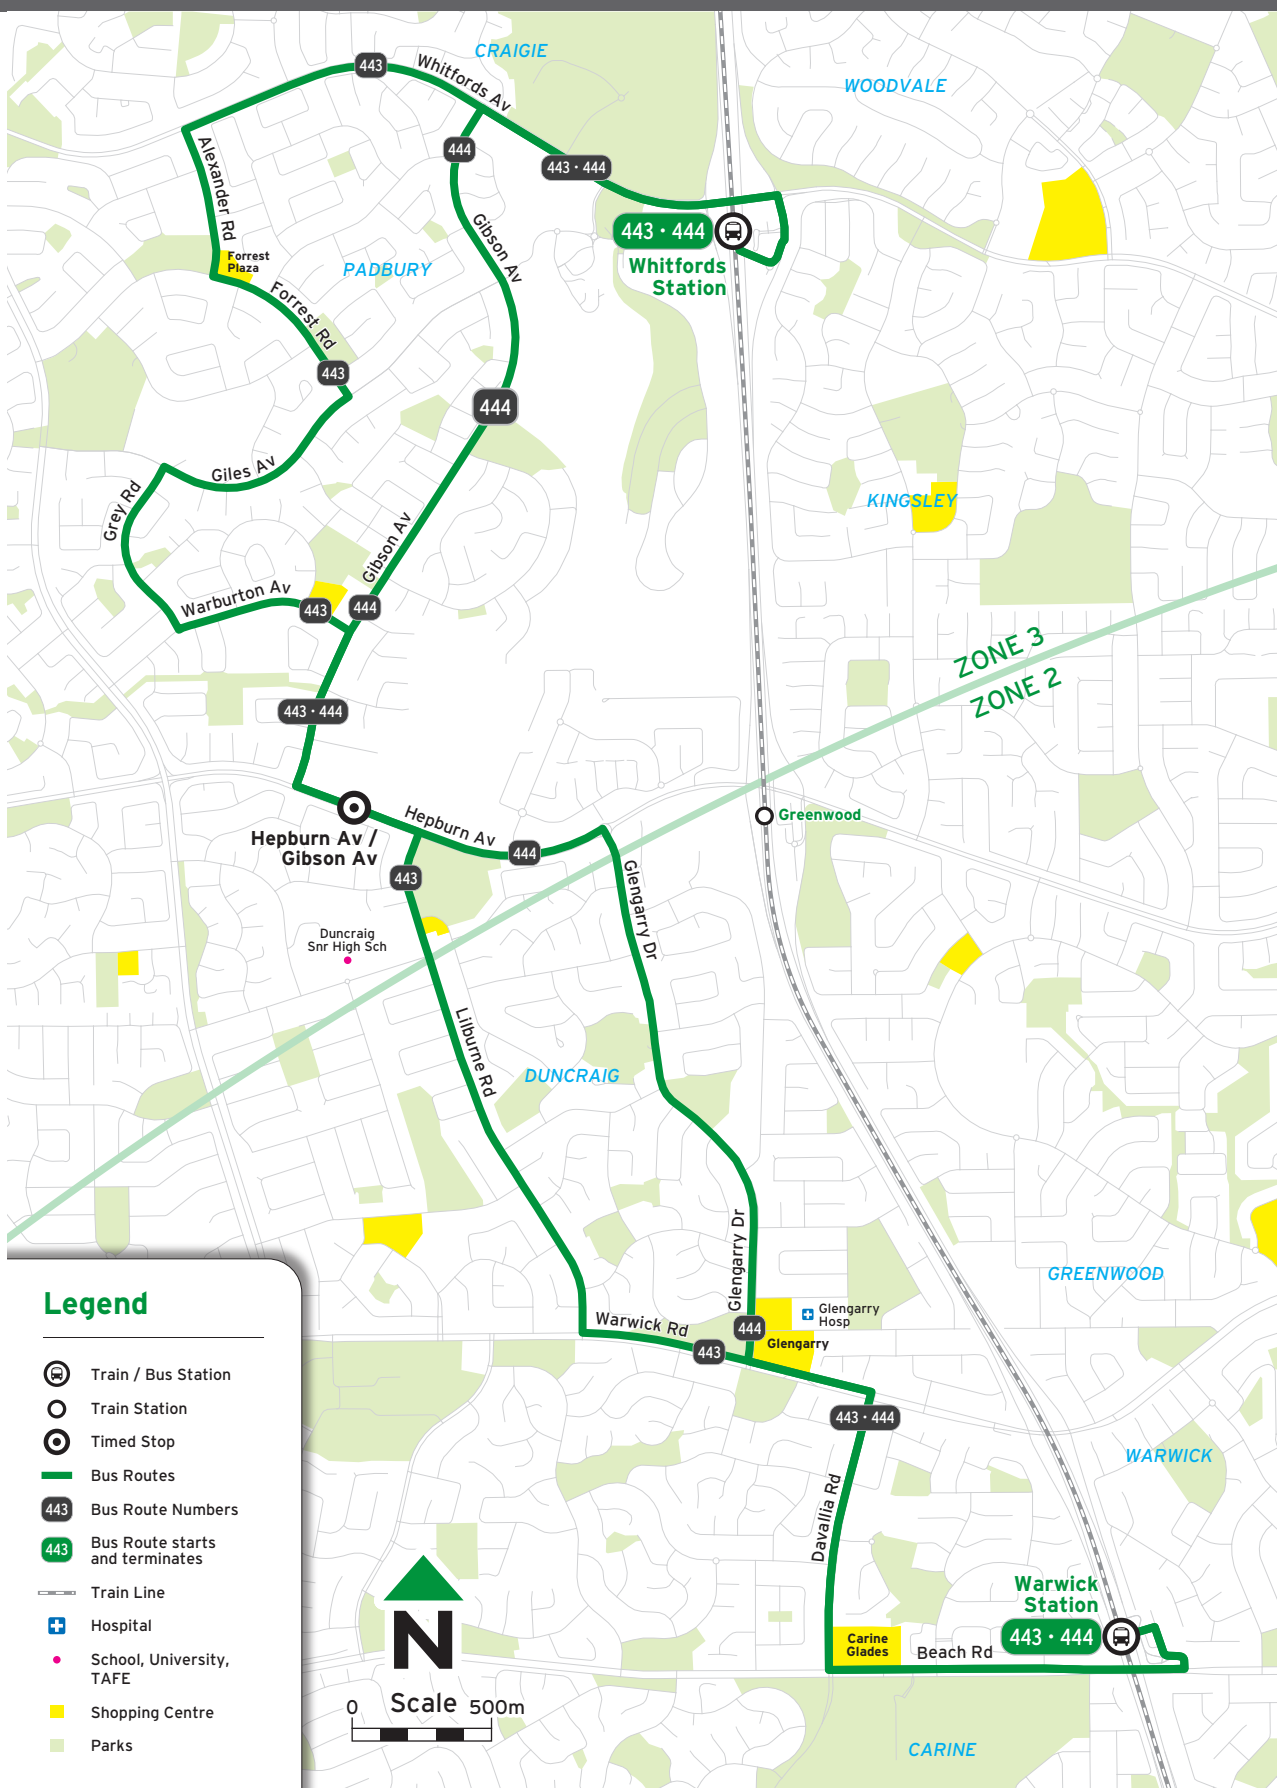 CRAIGIE
WOODVALE
443
Whitfords Av
444
443 · 444
Alexander Rd
Gibson Av
443 · 444
Whitfords
Station
Forrest
Plaza
PADBURY
Forrest Rd
443
444
Giles Av
Grey Rd
KINGSLEY
Gibson Av
Warburton Av
443
444
ZONE 3
ZONE 2
443 · 444
Greenwood
Hepburn Av /
Gibson Av
Hepburn Av
444
443
Glengarry Dr
Duncraig
Snr High Sch
Lilburne Rd
DUNCRAIG
Glengarry Dr
GREENWOOD
Glengarry
Hosp
Warwick Rd
444
443
Glengarry
443 · 444
WARWICK
Davallia Rd
Warwick
Station
443 · 444
Carine
Glades
Beach Rd
CARINE
Legend
Train / Bus Station
Train Station
Timed Stop
Bus Routes
443
Bus Route Numbers
443
Bus Route starts
and terminates
Train Line
Hospital
School, University,
TAFE
Shopping Centre
Parks
N
0 Scale 500m